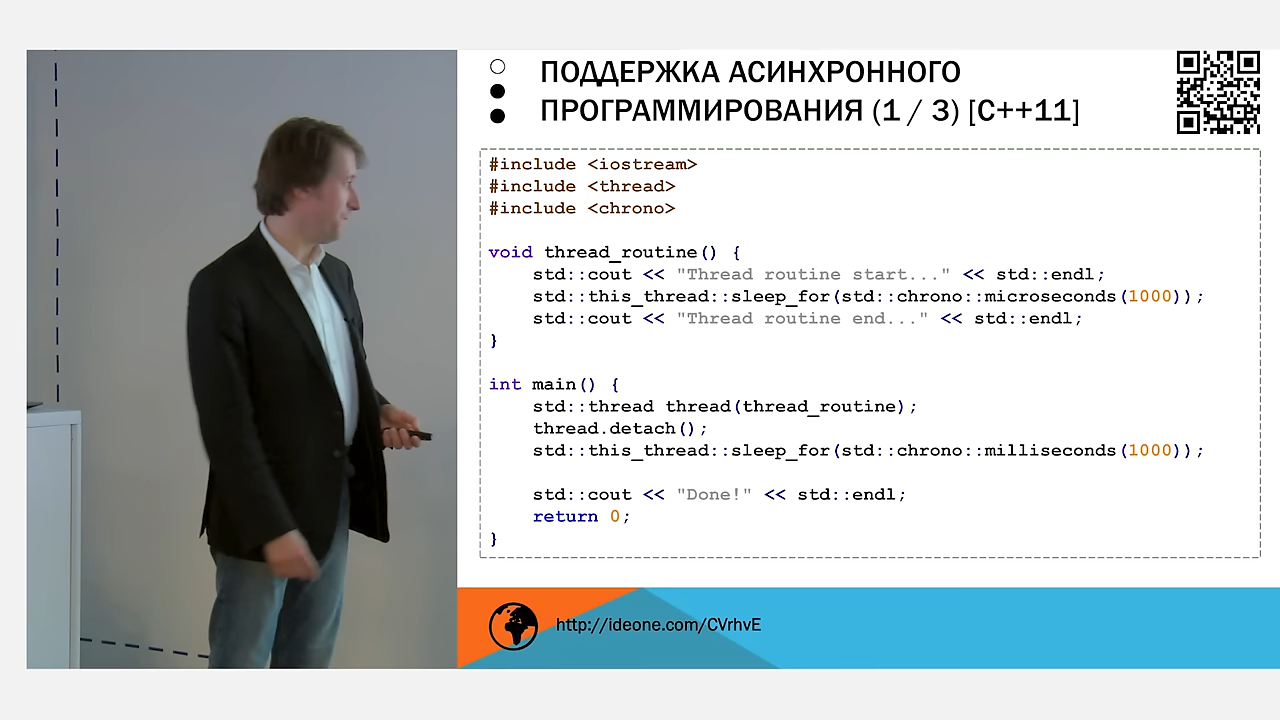 ПОДДЕРЖКА АСИНХРОННОГО
ПРОГРАММИРОВАНИЯ (1 / 3) [C++11]
#include <iostream>
#include <thread>
#include <chrono>
void thread_routine() {
    std::cout << "Thread routine start..." << std::endl;
    std::this_thread::sleep_for(std::chrono::microseconds(1000));
    std::cout << "Thread routine end..." << std::endl;
}
int main() {
    std::thread thread(thread_routine);
    thread.detach();
    std::this_thread::sleep_for(std::chrono::milliseconds(1000));
    std::cout << "Done!" << std::endl;
    return 0;
}
http://ideone.com/CVrhvE